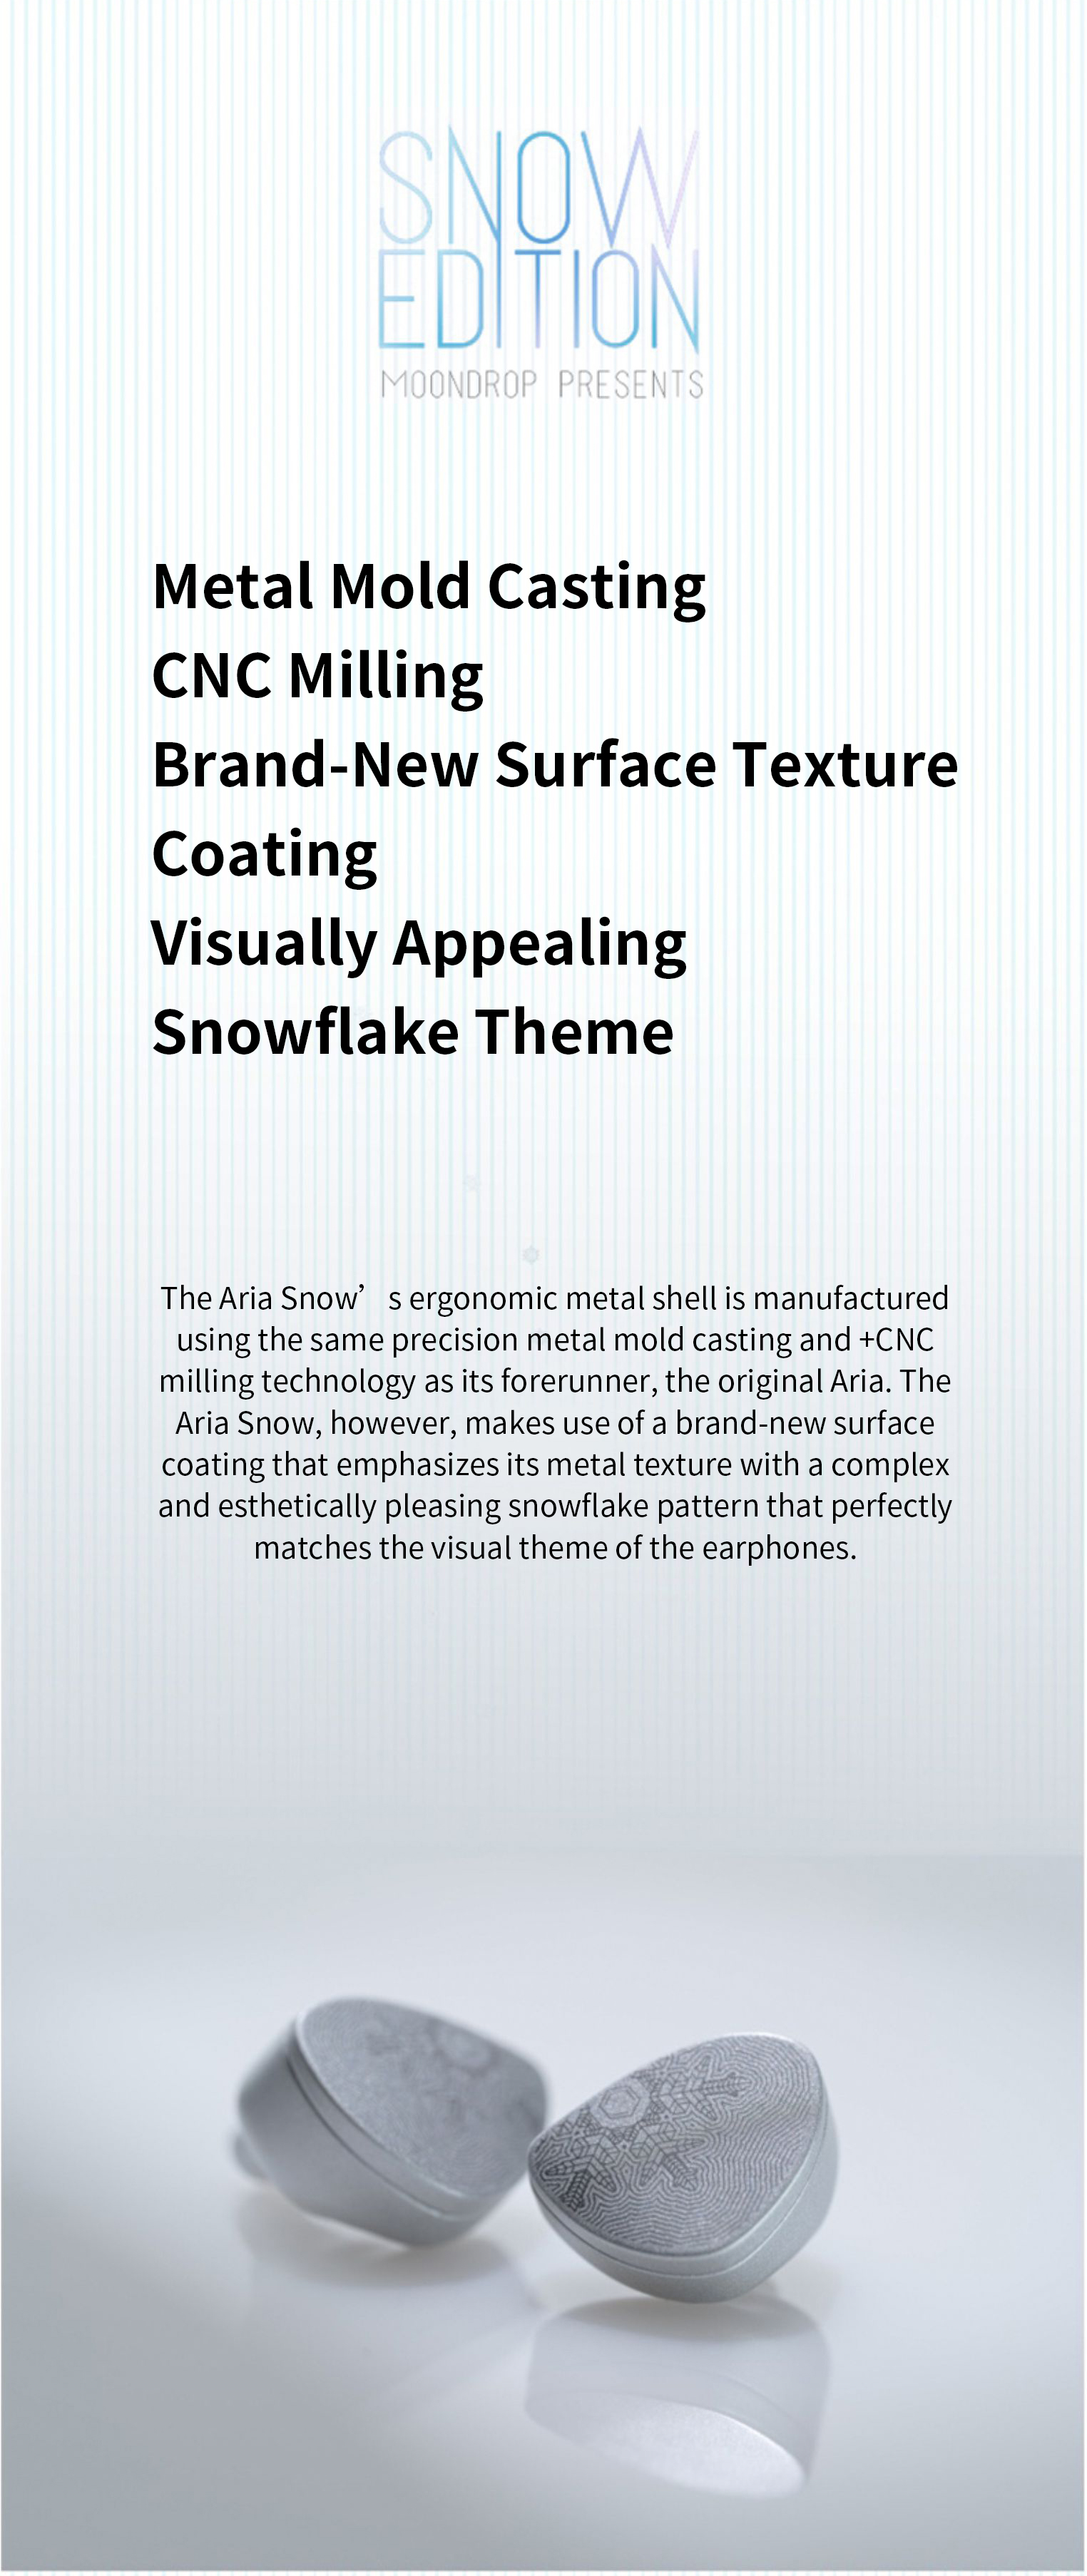 SNOW
EDITION
MOONDROP PRESENTS
Metal Mold Casting
CNC Milling
Brand-New Surface Texture
Coating
Visually Appealing
Snowflake Theme
The Aria Snow’s ergonomic metal shell is manufactured
using the same precision metal mold casting and +CNC
milling technology as its forerunner, the original Aria. The
Aria Snow, however, makes use of a brand-new surface
coating that emphasizes its metal texture with a complex
and esthetically pleasing snowflake pattern that perfectly
matches the visual theme of the earphones.